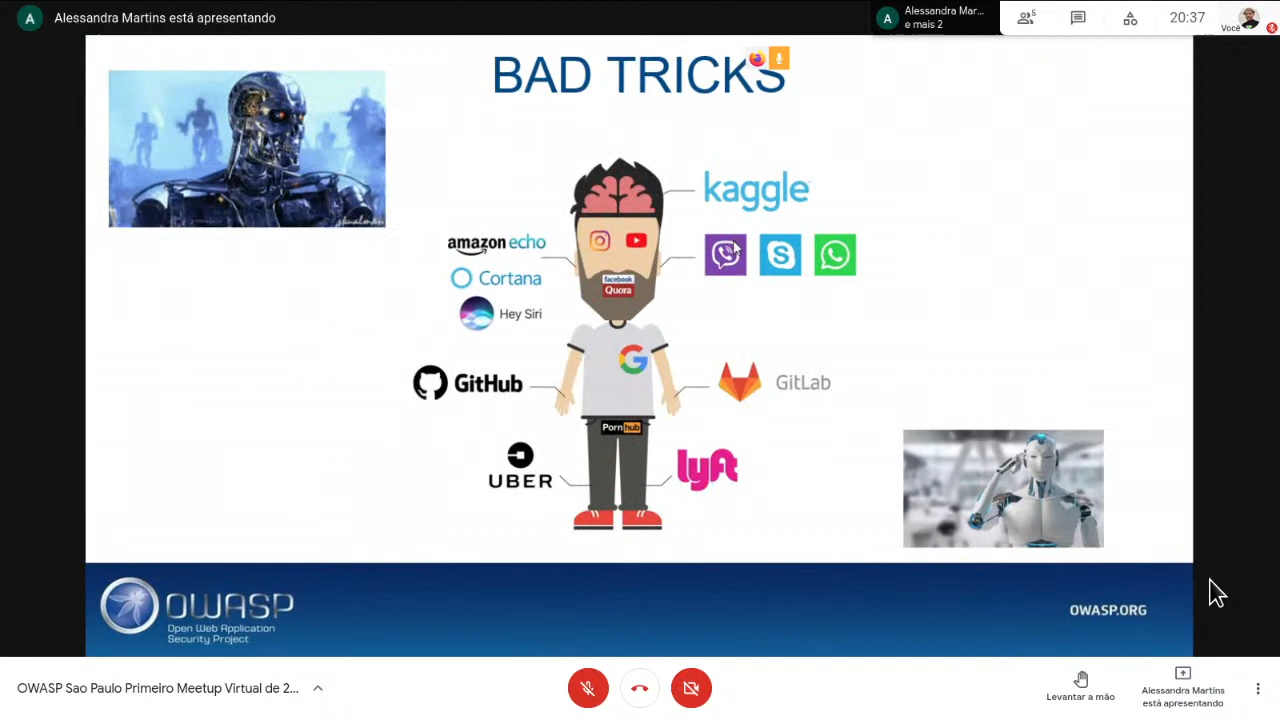 A
Alessandra Martins está apresentando
A
Alessandra Mar...
e mais 2
5
20:37
Você
BAD TRICKS
kaggle
amazon echo
Cortana
Hey Siri
facebook
Quora
G
GitHub
GitLab
Porn hub
UBER
lyft
OWASP
Open Web Application
Security Project
OWASP.ORG
OWASP Sao Paulo Primeiro Meetup Virtual de 2...
Levantar a mão
Alessandra Martins
está apresentando